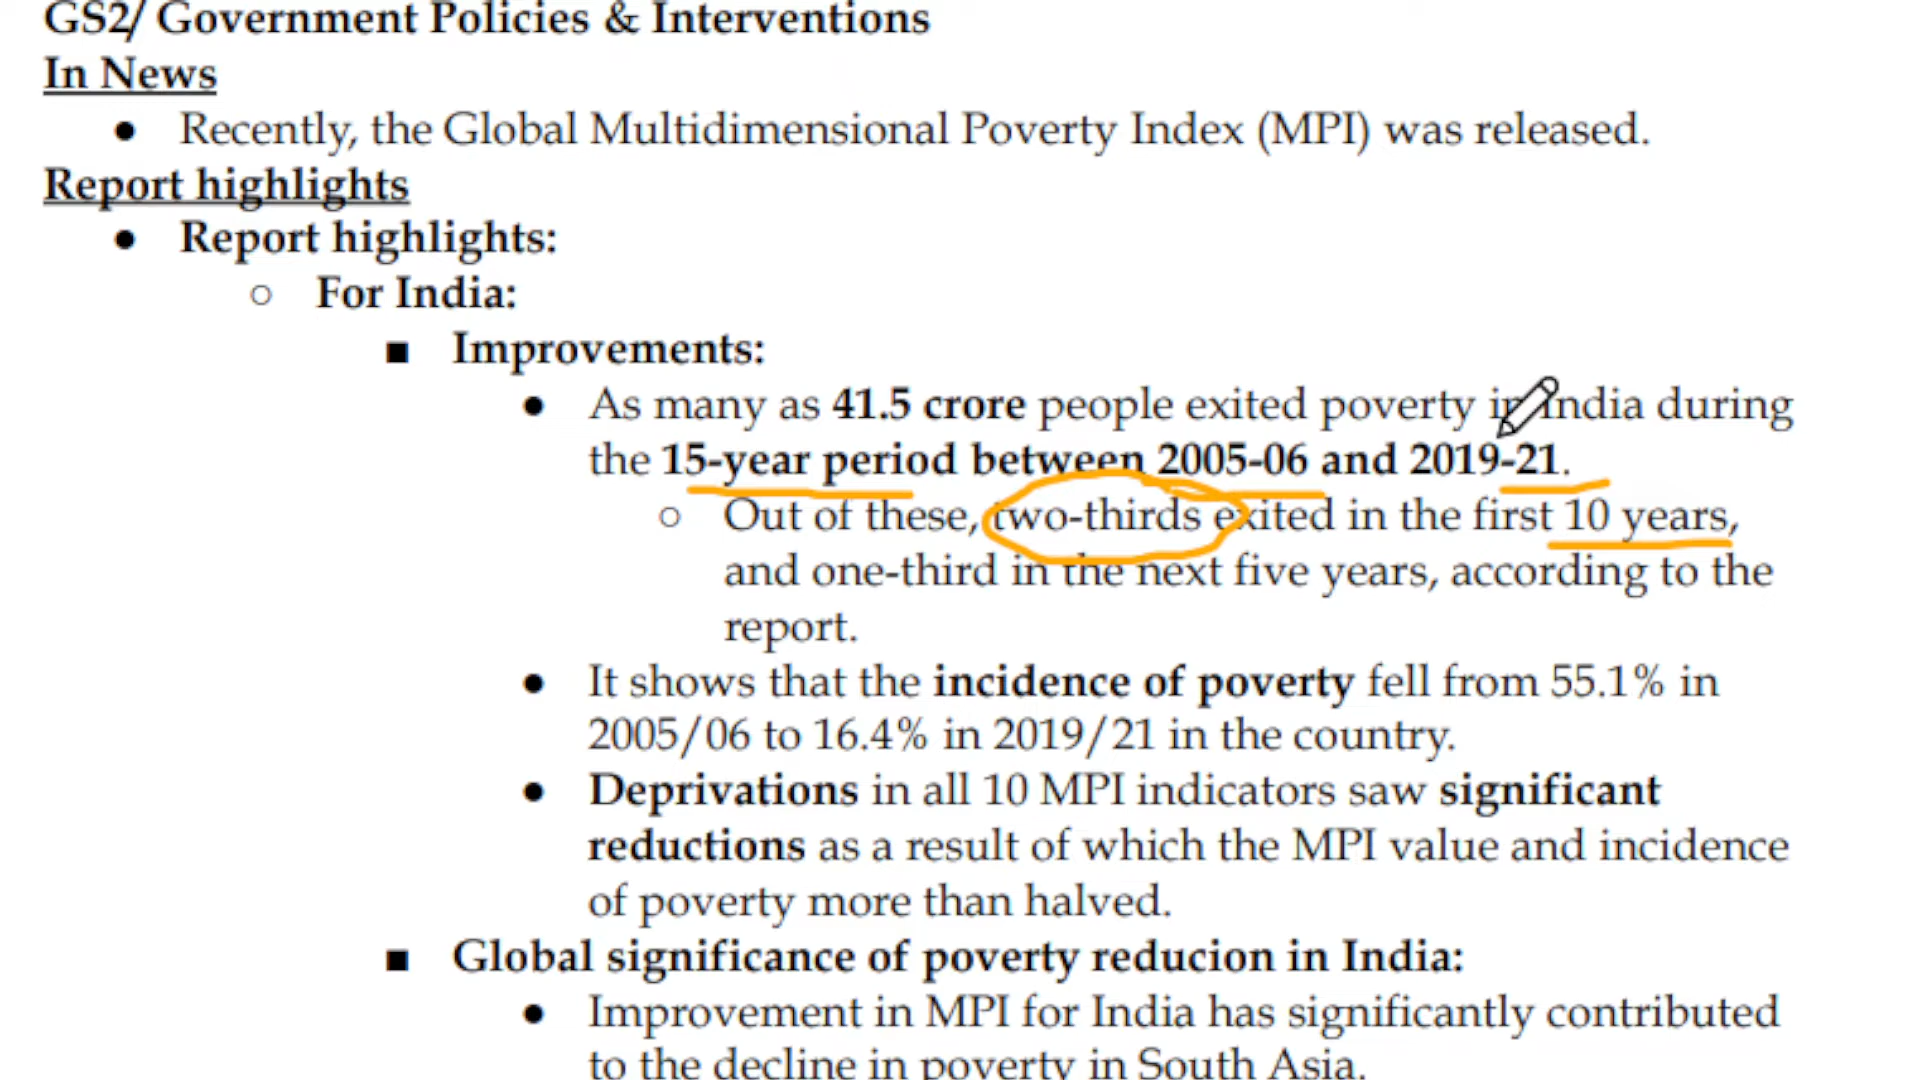 GS2/ Government Policies & Interventions
In News
● Recently, the Global Multidimensional Poverty Index (MPI) was released.
Report highlights
● Report highlights:
○ For India:
■ Improvements:
● As many as 41.5 crore people exited poverty in India during
the 15-year period between 2005-06 and 2019-21.
○ Out of these, two-thirds exited in the first 10 years,
and one-third in the next five years, according to the
report.
● It shows that the incidence of poverty fell from 55.1% in
2005/06 to 16.4% in 2019/21 in the country.
● Deprivations in all 10 MPI indicators saw significant
reductions as a result of which the MPI value and incidence
of poverty more than halved.
■ Global significance of poverty reducion in India:
● Improvement in MPI for India has significantly contributed
to the decline in poverty in South Asia.